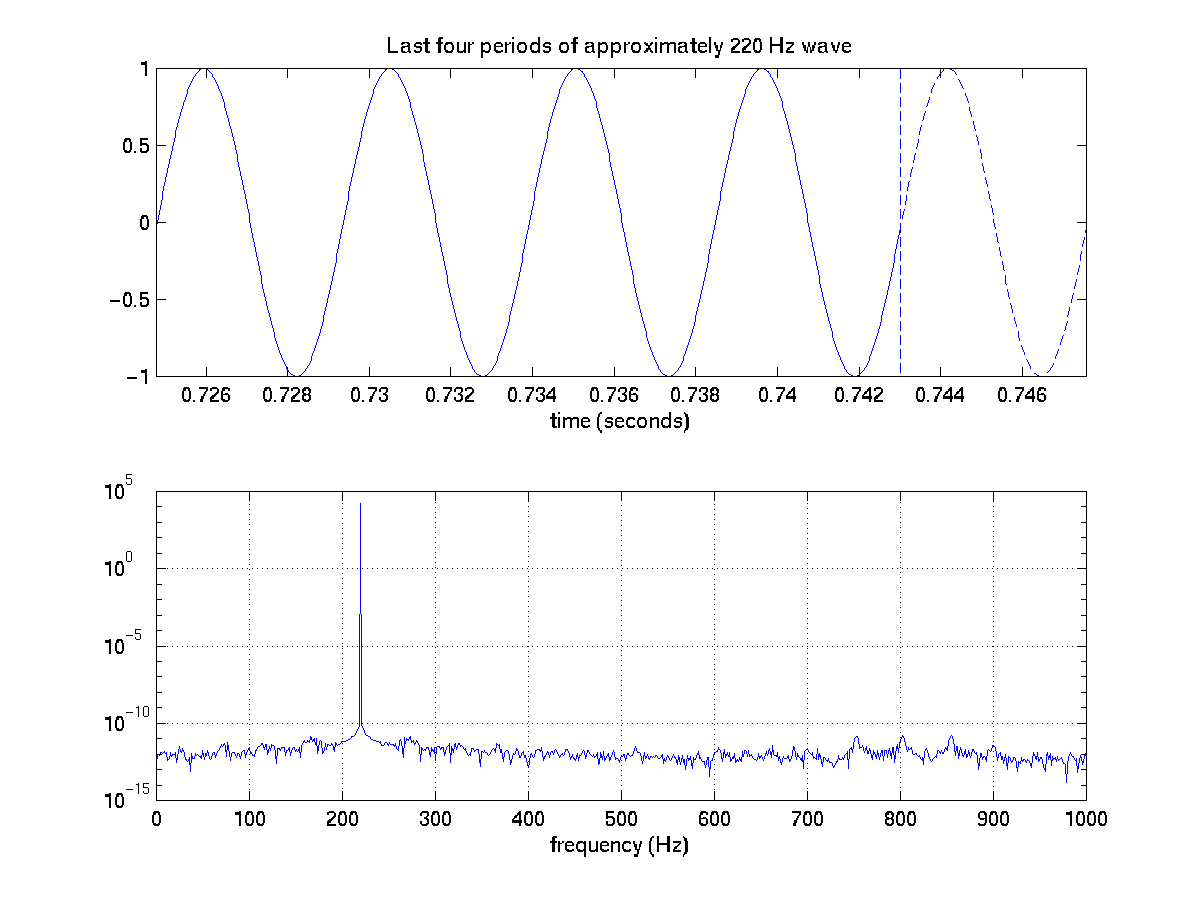 Last four periods of approximately 220 Hz wave
1
0.5
0
−0.5
−1
0.726 0.728 0.73 0.732 0.734 0.736 0.738 0.74 0.742 0.744 0.746
time (seconds)
10^5
10^0
10^−5
10^−10
10^−15
0 100 200 300 400 500 600 700 800 900 1000
frequency (Hz)